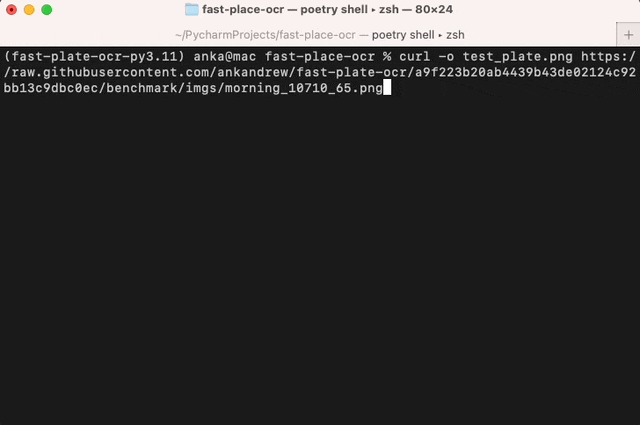 fast-place-ocr — poetry shell ▸ zsh — 80×24
~/PycharmProjects/fast-place-ocr — poetry shell ▸ zsh
+
(fast-plate-ocr-py3.11) anka@mac fast-place-ocr % curl -o test_plate.png https:/
/raw.githubusercontent.com/ankandrew/fast-plate-ocr/a9f223b20ab4439b43de02124c92
bb13c9dbc0ec/benchmark/imgs/morning_10710_65.png